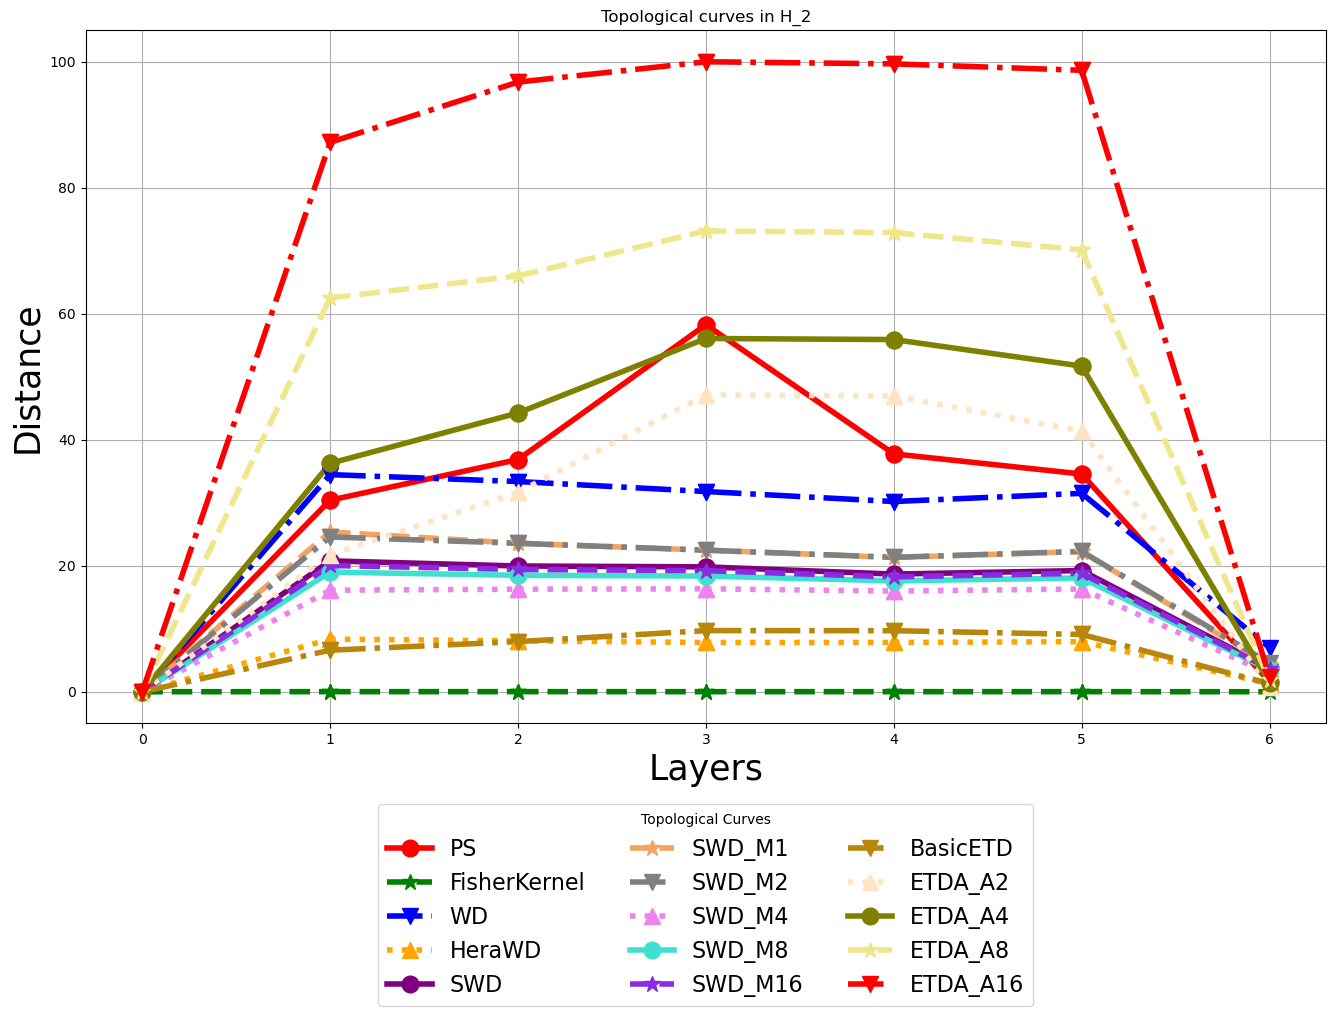 Topological curves in H_2
100
80
60
40
20
0
Distance
0 1 2 3 4 5 6
Layers
Topological Curves
PS SWD_M1 BasicETD
FisherKernel SWD_M2 ETDA_A2
WD SWD_M4 ETDA_A4
HeraWD SWD_M8 ETDA_A8
SWD SWD_M16 ETDA_A16